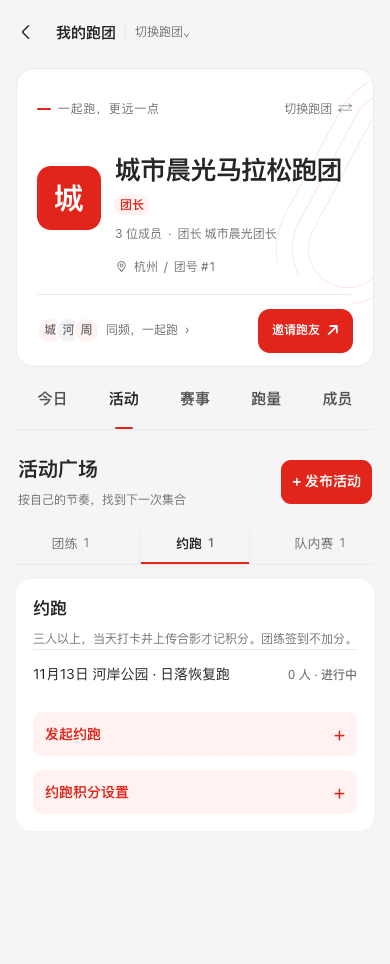 我的跑团 切换跑团
一起跑，更远一点 切换跑团
城 城市晨光马拉松跑团
团长
3 位成员 · 团长 城市晨光团长
杭州 / 团号 #1
城 河 周 同频，一起跑 › 邀请跑友
今日 活动 赛事 跑量 成员
活动广场
按自己的节奏，找到下一次集合
+ 发布活动
团练 1 约跑 1 队内赛 1
约跑
三人以上，当天打卡并上传合影才记积分。团练签到不加分。
11月13日 河岸公园 · 日落恢复跑 0 人 · 进行中
发起约跑 +
约跑积分设置 +